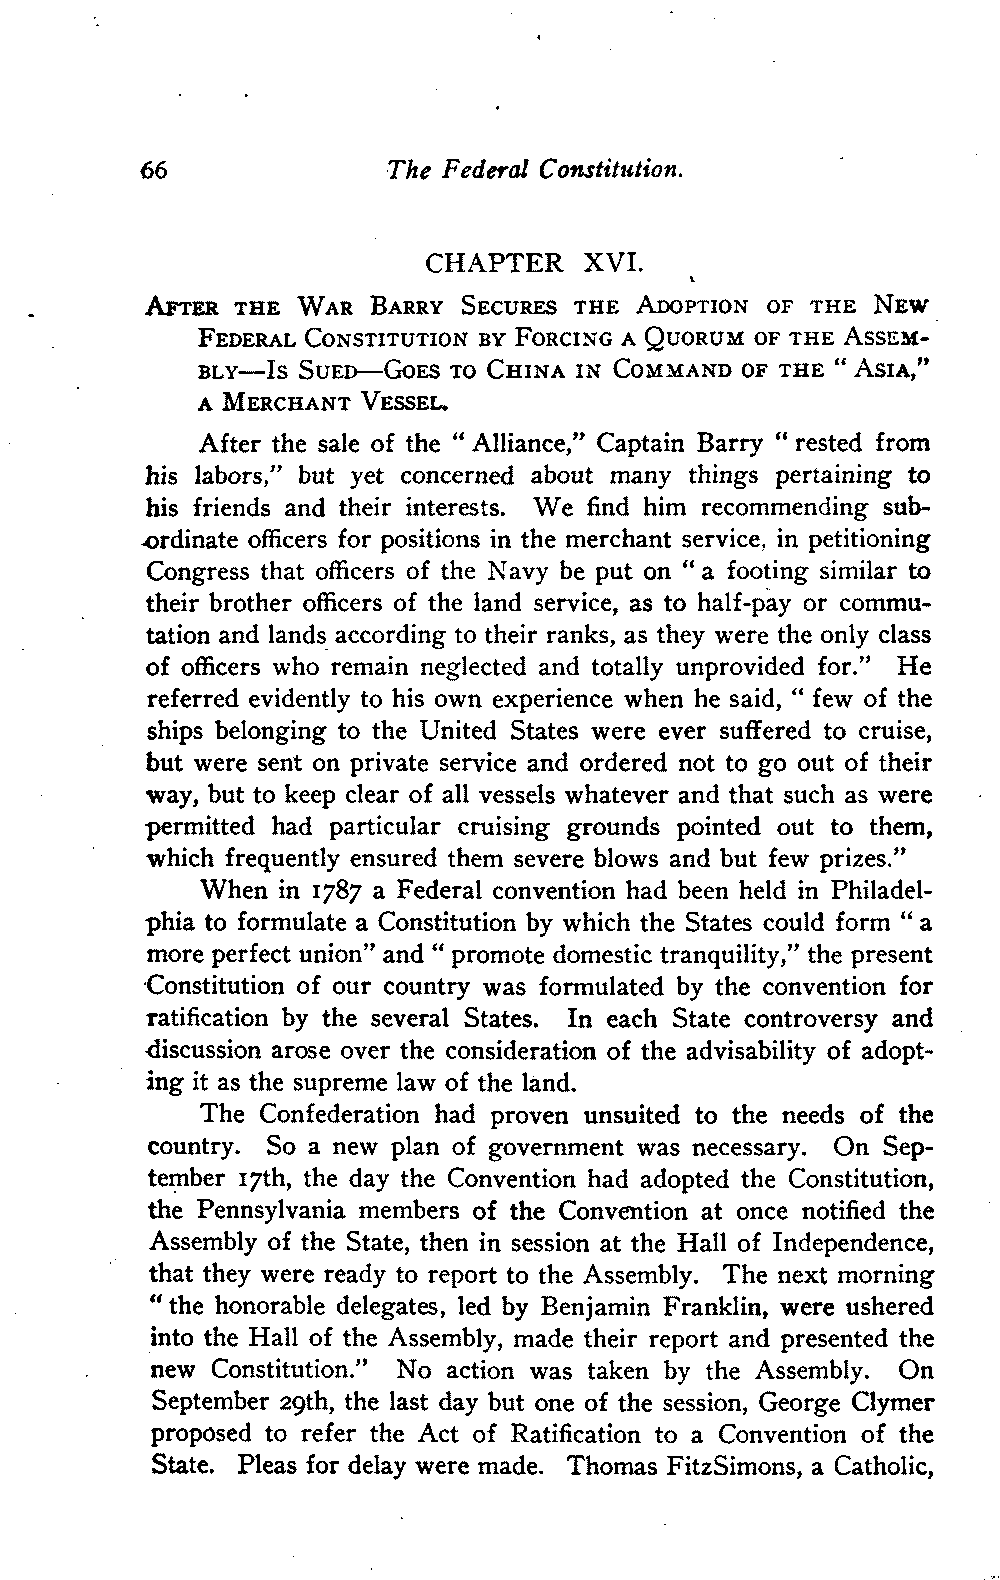 66 The Federal Constitution.
CHAPTER XVI.
AFTER THE WAR BARRY SECURES THE ADOPTION OF THE NEW
FEDERAL CONSTITUTION BY FORCING A QUORUM OF THE ASSEM-
BLY—IS SUED—GOES TO CHINA IN COMMAND OF THE “ ASIA,”
A MERCHANT VESSEL.
After the sale of the “ Alliance,” Captain Barry “ rested from
his labors,” but yet concerned about many things pertaining to
his friends and their interests. We find him recommending sub-
ordinate officers for positions in the merchant service, in petitioning
Congress that officers of the Navy be put on “ a footing similar to
their brother officers of the land service, as to half-pay or commu-
tation and lands according to their ranks, as they were the only class
of officers who remain neglected and totally unprovided for.” He
referred evidently to his own experience when he said, “ few of the
ships belonging to the United States were ever suffered to cruise,
but were sent on private service and ordered not to go out of their
way, but to keep clear of all vessels whatever and that such as were
permitted had particular cruising grounds pointed out to them,
which frequently ensured them severe blows and but few prizes.”
When in 1787 a Federal convention had been held in Philadel-
phia to formulate a Constitution by which the States could form “ a
more perfect union” and “ promote domestic tranquility,” the present
Constitution of our country was formulated by the convention for
ratification by the several States. In each State controversy and
discussion arose over the consideration of the advisability of adopt-
ing it as the supreme law of the land.
The Confederation had proven unsuited to the needs of the
country. So a new plan of government was necessary. On Sep-
tember 17th, the day the Convention had adopted the Constitution,
the Pennsylvania members of the Convention at once notified the
Assembly of the State, then in session at the Hall of Independence,
that they were ready to report to the Assembly. The next morning
“ the honorable delegates, led by Benjamin Franklin, were ushered
into the Hall of the Assembly, made their report and presented the
new Constitution.” No action was taken by the Assembly. On
September 29th, the last day but one of the session, George Clymer
proposed to refer the Act of Ratification to a Convention of the
State. Pleas for delay were made. Thomas FitzSimons, a Catholic,